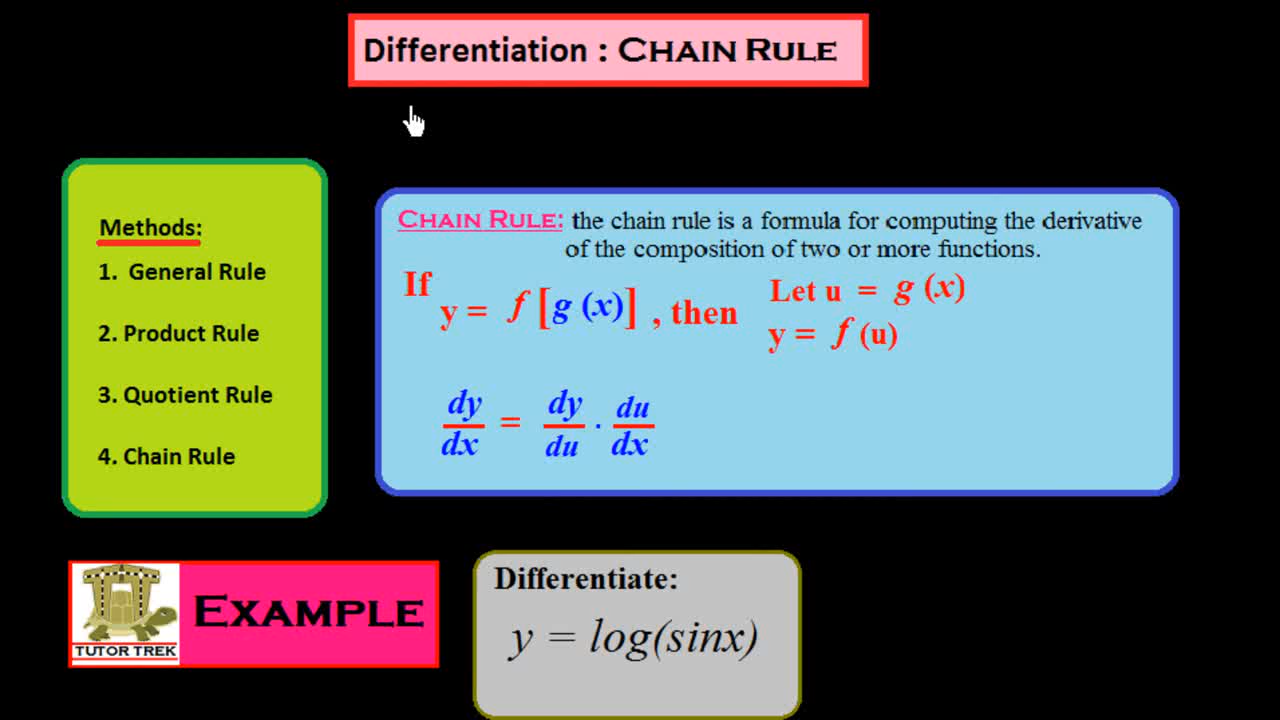 Differentiation : CHAIN RULE
Methods:
1. General Rule
2. Product Rule
3. Quotient Rule
4. Chain Rule
CHAIN RULE: the chain rule is a formula for computing the derivative
of the composition of two or more functions.
If y = f [g (x)] , then
Let u = g (x)
y = f (u)
dy/dx = dy/du · du/dx
TUTOR TREK
EXAMPLE
Differentiate:
y = log(sinx)